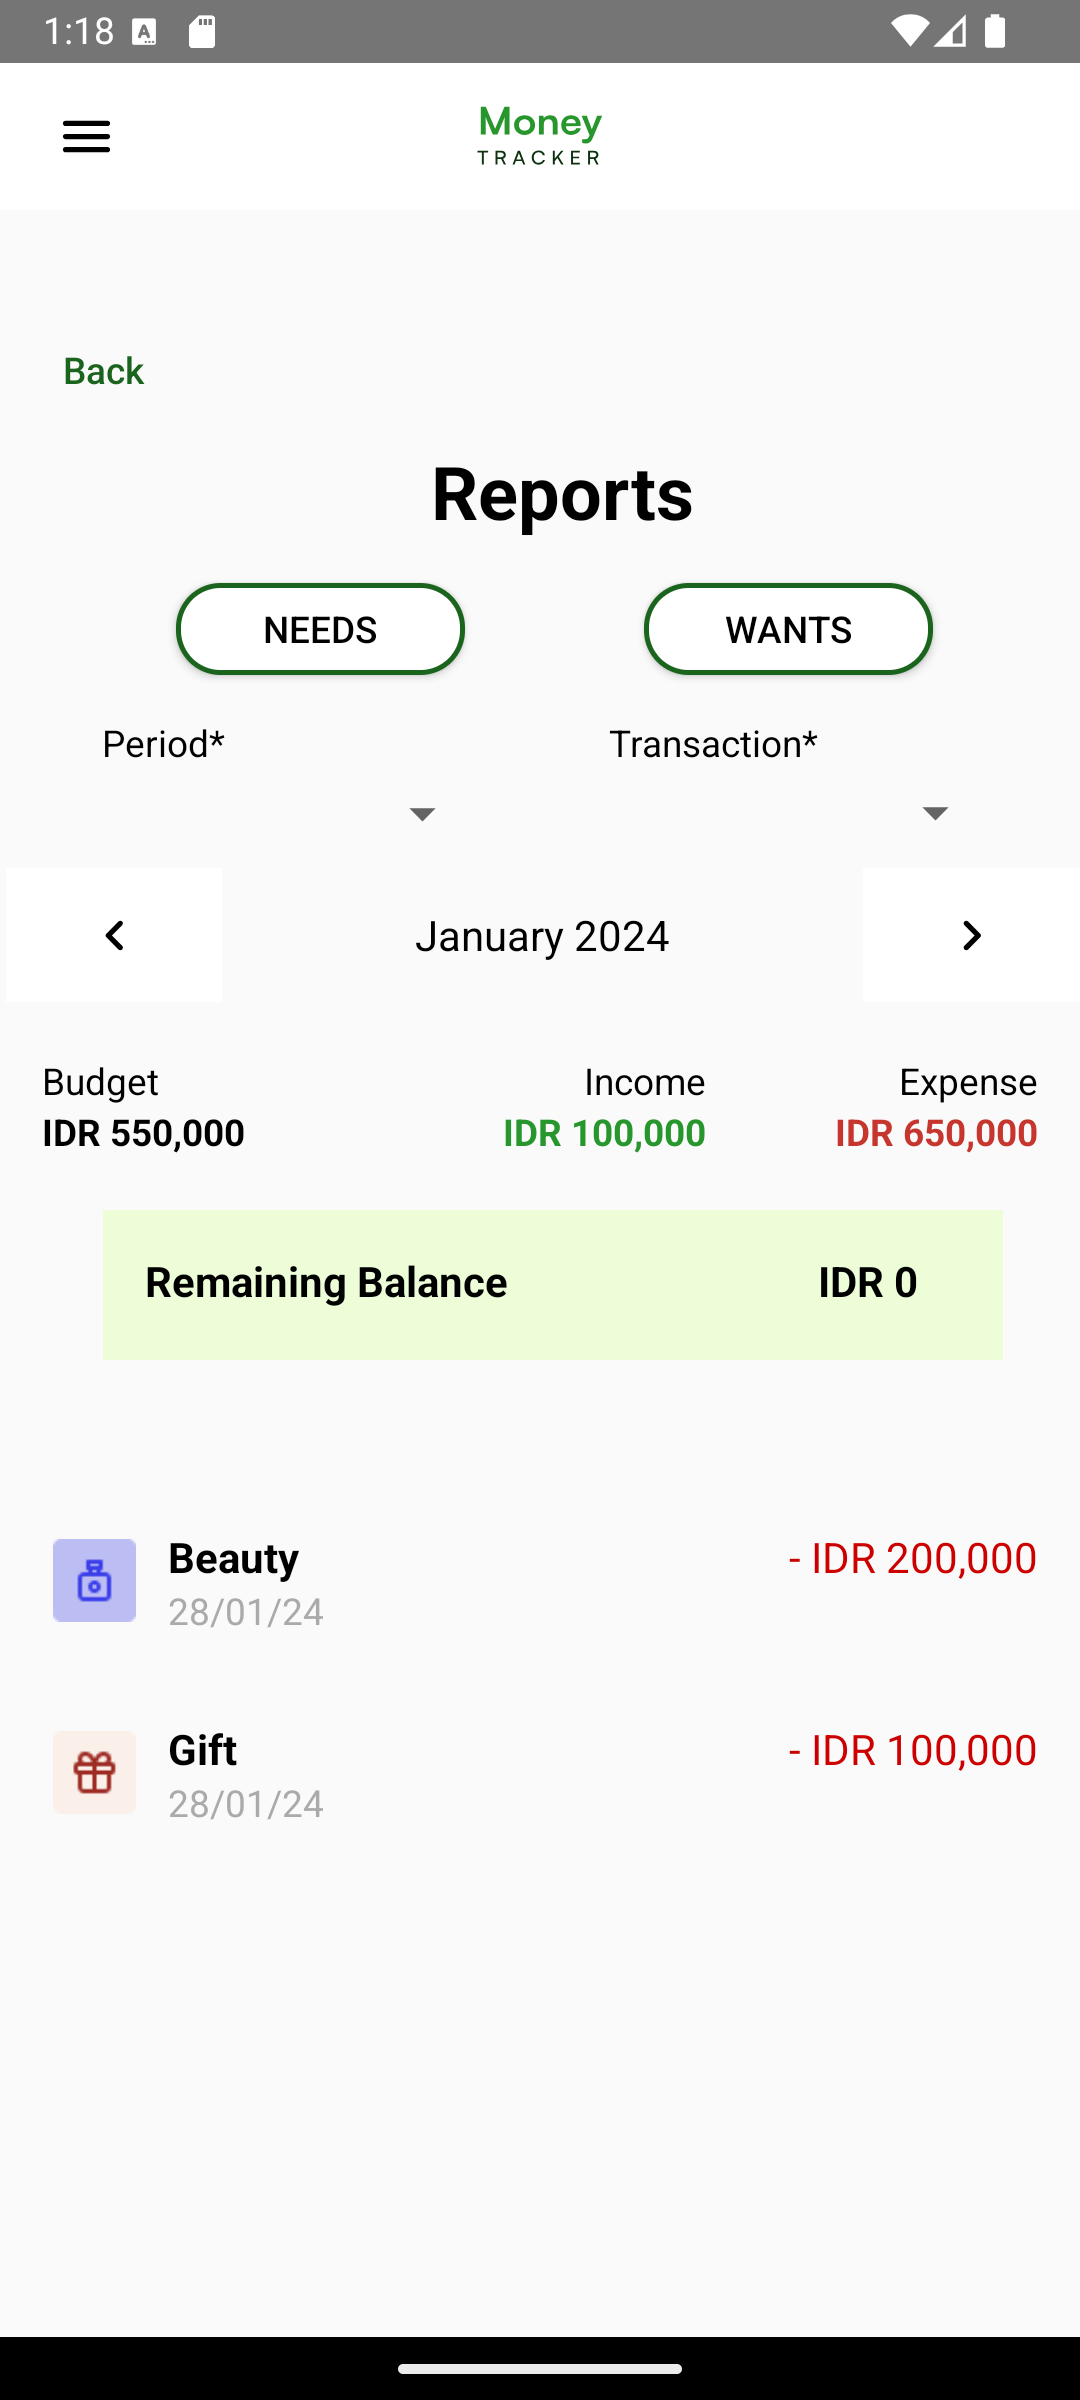 1:18
Money
TRACKER
Back
Reports
NEEDS
WANTS
Period*
Transaction*
January 2024
Budget
Income
Expense
IDR 550,000
IDR 100,000
IDR 650,000
Remaining Balance
IDR 0
Beauty
- IDR 200,000
28/01/24
Gift
- IDR 100,000
28/01/24